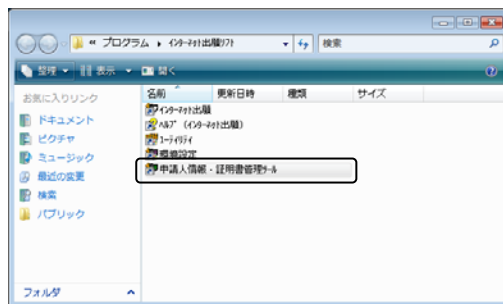 « プログラム ▸ インターネット出願ソフト
検索
整理 表示 開く
お気に入りリンク
ドキュメント
ピクチャ
ミュージック
最近の変更
検索
パブリック
フォルダ
名前 更新日時 種類 サイズ
インターネット出願
ヘルプ (インターネット出願)
ユーティリティ
環境設定
申請人情報・証明書管理ツール